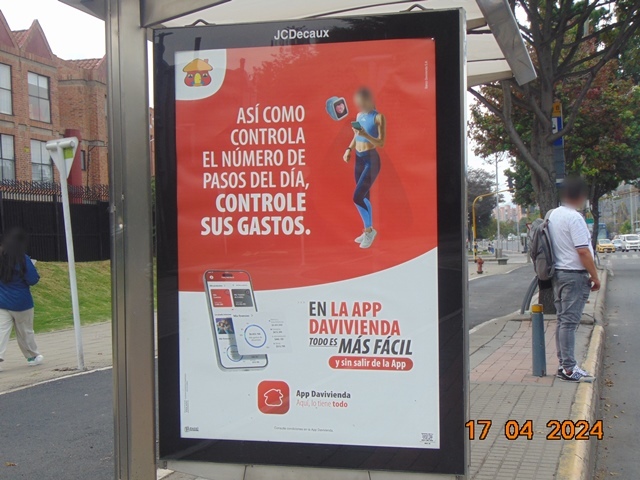 JCDecaux
ASÍ COMO
CONTROLA
EL NÚMERO DE
PASOS DEL DÍA,
CONTROLE
SUS GASTOS.
EN LA APP
DAVIVIENDA
TODO ES MÁS FÁCIL
y sin salir de la App
App Davivienda
Aquí, lo tiene todo
17 04 2024